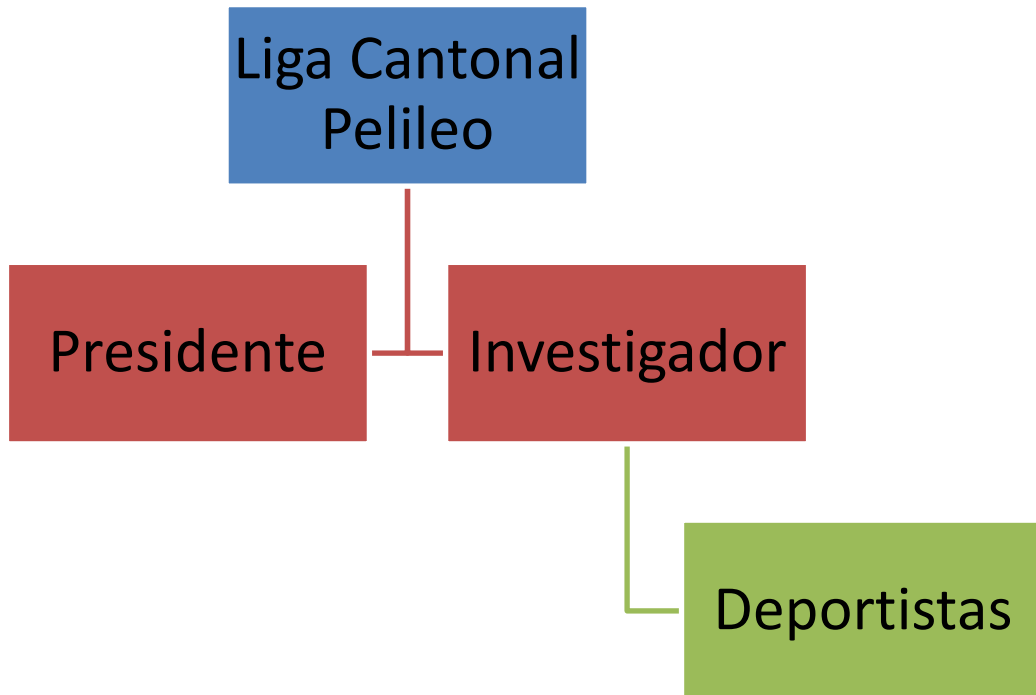 Liga Cantonal
Pelileo
Presidente
Investigador
Deportistas